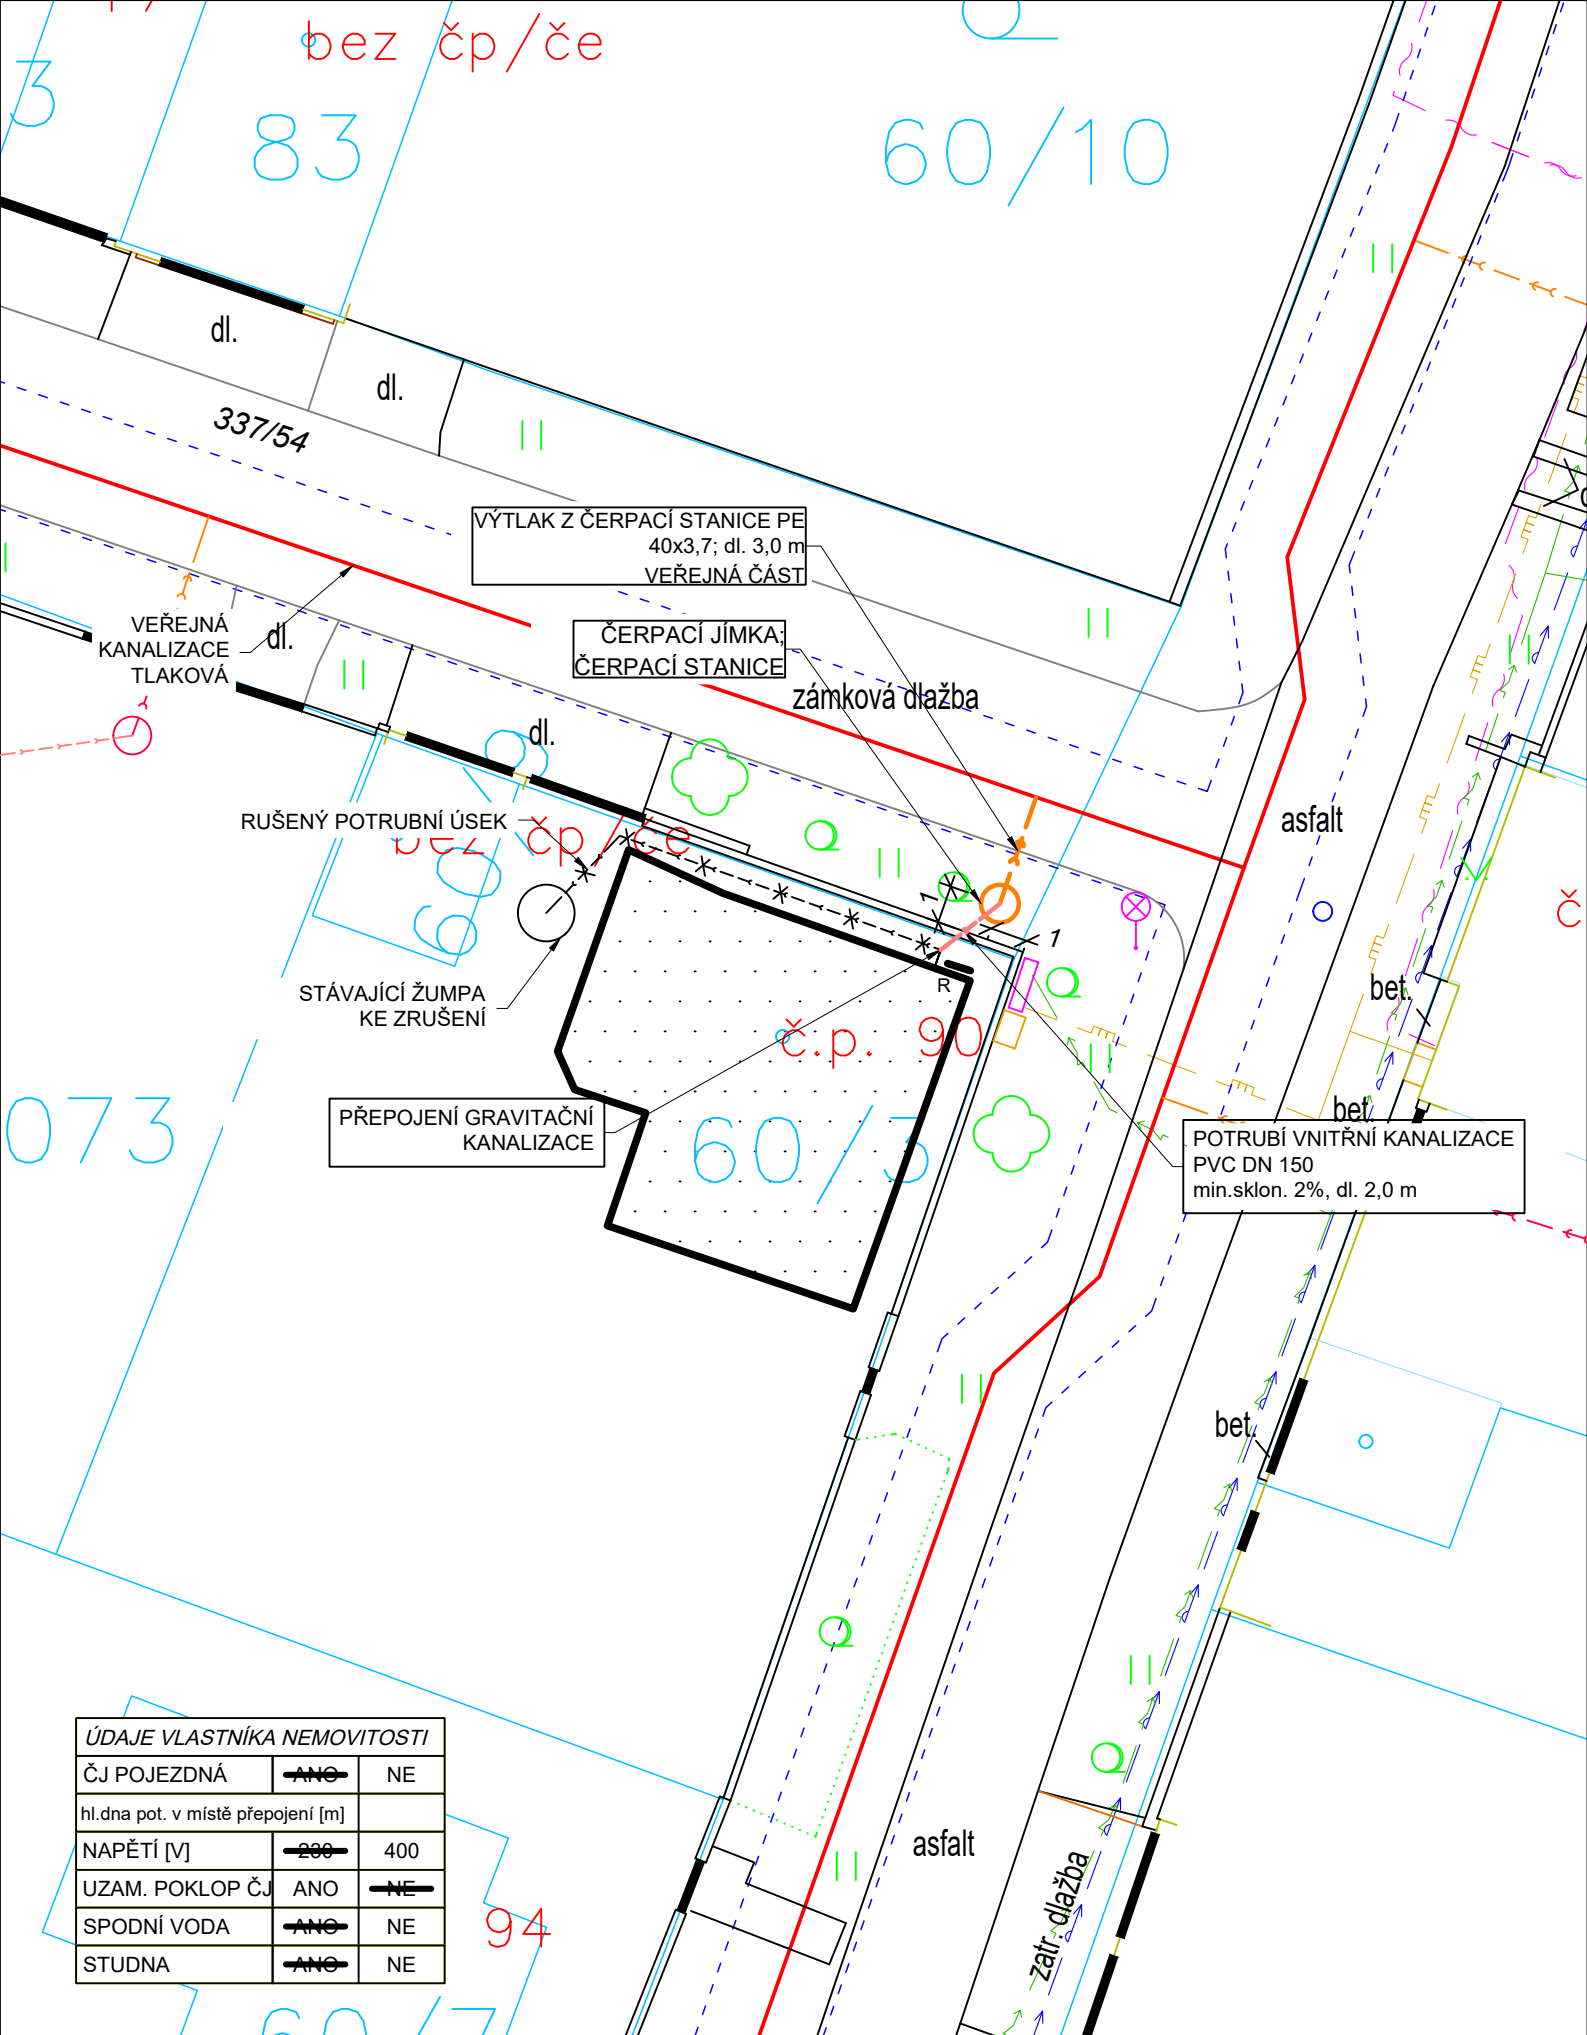 bez čp/če
3
83
60/10
dl.
dl.
337/54
VÝTLAK Z ČERPACÍ STANICE PE
40x3,7; dl. 3,0 m
VEŘEJNÁ ČÁST
VEŘEJNÁ
KANALIZACE
TLAKOVÁ
dl.
ČERPACÍ JÍMKA;
ČERPACÍ STANICE
zámková dlažba
dl.
asfalt
RUŠENÝ POTRUBNÍ ÚSEK
bez čp/če
1
1
Č
STÁVAJÍCÍ ŽUMPA
KE ZRUŠENÍ
R
bet.
č.p. 90
073
PŘEPOJENÍ GRAVITAČNÍ
KANALIZACE
60/5
bet.
POTRUBÍ VNITŘNÍ KANALIZACE
PVC DN 150
min.sklon. 2%, dl. 2,0 m
bet.
ÚDAJE VLASTNÍKA NEMOVITOSTI
ČJ POJEZDNÁ ANO NE
hl.dna pot. v místě přepojení [m]
NAPĚTÍ [V] 230 400
UZAM. POKLOP ČJ ANO NE
SPODNÍ VODA ANO NE
STUDNA ANO NE
94
asfalt
zatr. dlažba
60/7